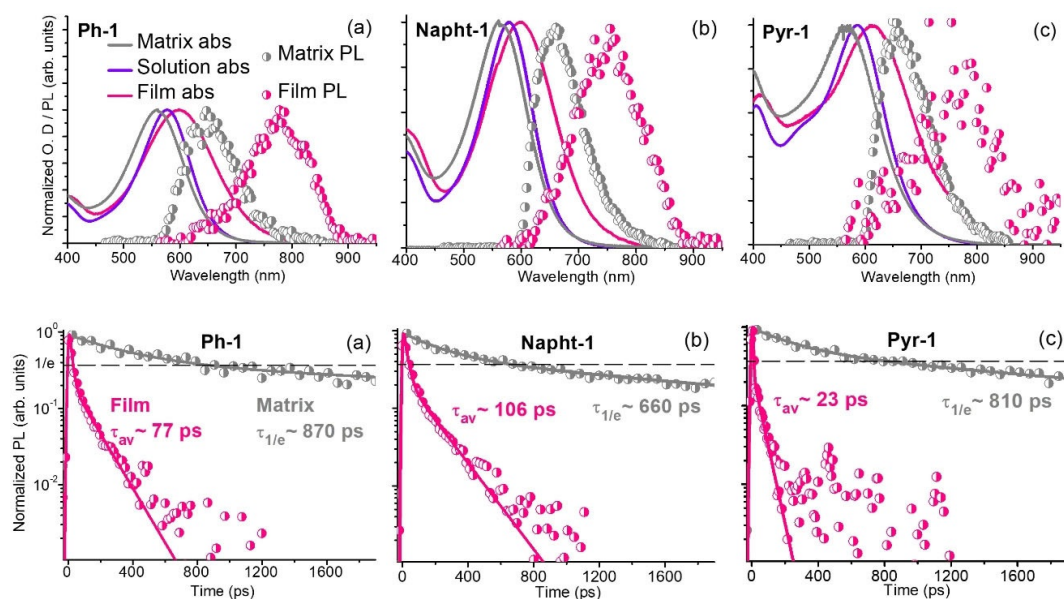 Ph-1
(a)
Matrix abs
Solution abs
Film abs
Matrix PL
Film PL
Normalized O. D / PL (arb. units)
400 500 600 700 800 900
Wavelength (nm)
Napht-1
(b)
400 500 600 700 800 900
Wavelength (nm)
Pyr-1
(c)
400 500 600 700 800 900
Wavelength (nm)
Ph-1
(a)
10⁰
1/e
10⁻¹
10⁻²
Normalized PL (arb. units)
Film
τav~ 77 ps
Matrix
τ1/e~ 870 ps
0 400 800 1200 1600
Time (ps)
Napht-1
(b)
τav~ 106 ps
τ1/e~ 660 ps
0 400 800 1200 1600
Time (ps)
Pyr-1
(c)
τav~ 23 ps
τ1/e~ 810 ps
0 400 800 1200 1600
Time (ps)